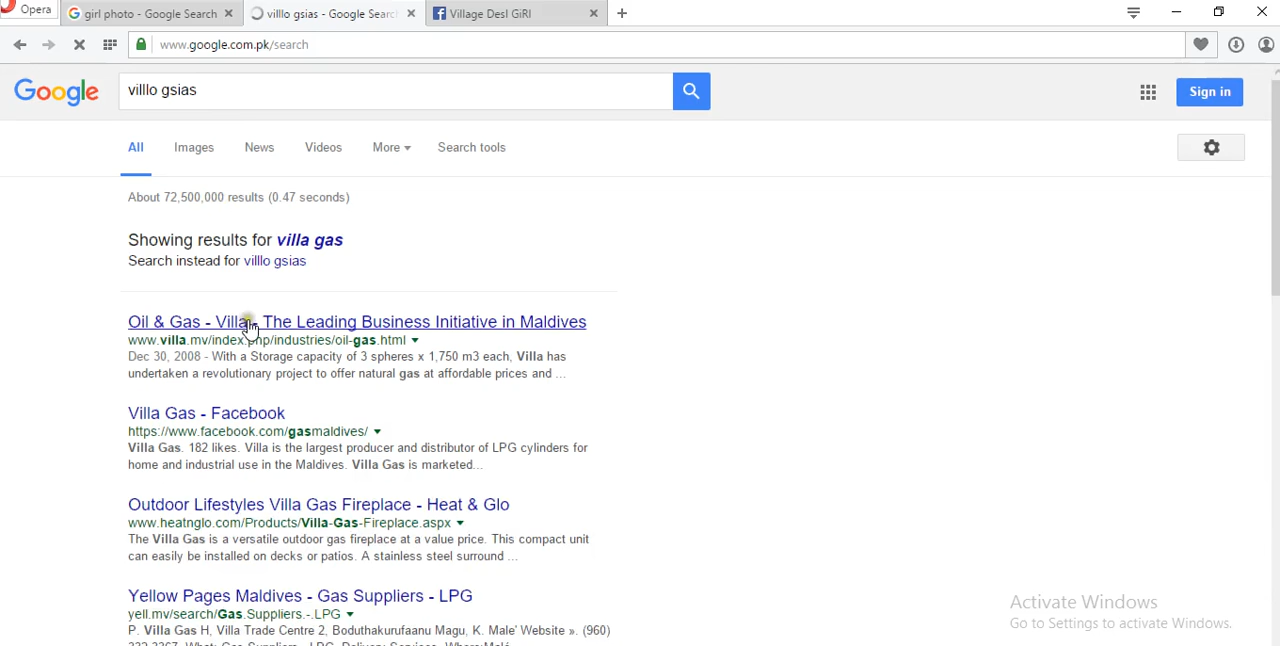 Opera
girl photo - Google Search
villlo gsias - Google Search
Village DesI GiRl
www.google.com.pk/search
Google
villlo gsias
Sign in
All
Images
News
Videos
More
Search tools
About 72,500,000 results (0.47 seconds)
Showing results for villa gas
Search instead for villlo gsias
Oil & Gas - Villa - The Leading Business Initiative in Maldives
www.villa.mv/index.php/industries/oil-gas.html
Dec 30, 2008 - With a Storage capacity of 3 spheres x 1,750 m3 each, Villa has
undertaken a revolutionary project to offer natural gas at affordable prices and ...
Villa Gas - Facebook
https://www.facebook.com/gasmaldives/
Villa Gas. 182 likes. Villa is the largest producer and distributor of LPG cylinders for
home and industrial use in the Maldives. Villa Gas is marketed...
Outdoor Lifestyles Villa Gas Fireplace - Heat & Glo
www.heatnglo.com/Products/Villa-Gas-Fireplace.aspx
The Villa Gas is a versatile outdoor gas fireplace at a value price. This compact unit
can easily be installed on decks or patios. A stainless steel surround ...
Yellow Pages Maldives - Gas Suppliers - LPG
yell.mv/search/Gas.Suppliers.-.LPG
P. Villa Gas H, Villa Trade Centre 2, Boduthakurufaanu Magu, K. Male' Website ». (960)
Activate Windows
Go to Settings to activate Windows.